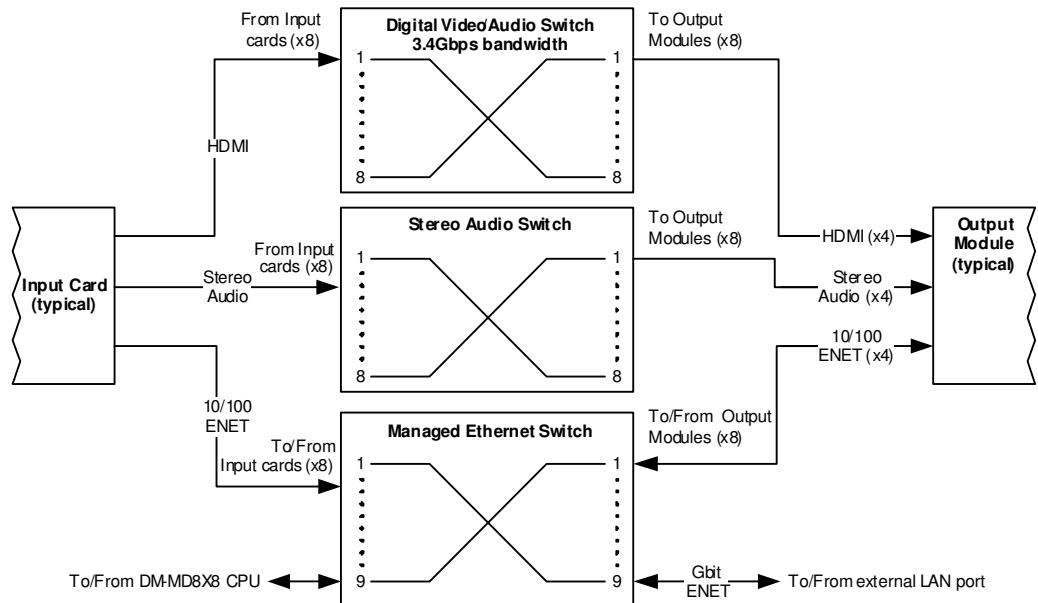 From Input
cards (x8)
Digital Video/Audio Switch
3.4Gbps bandwidth
To Output
Modules (x8)
1
1
HDMI
8
8
Input Card
(typical)
From Input
cards (x8)
Stereo
Audio
Stereo Audio Switch
To Output
Modules (x8)
1
1
8
8
HDMI (x4)
Stereo
Audio (x4)
10/100
ENET (x4)
Output
Module
(typical)
10/100
ENET
To/From
Input cards (x8)
Managed Ethernet Switch
To/From Output
Modules (x8)
1
1
To/From DM-MD8X8 CPU
9
9
Gbit
ENET
To/From external LAN port